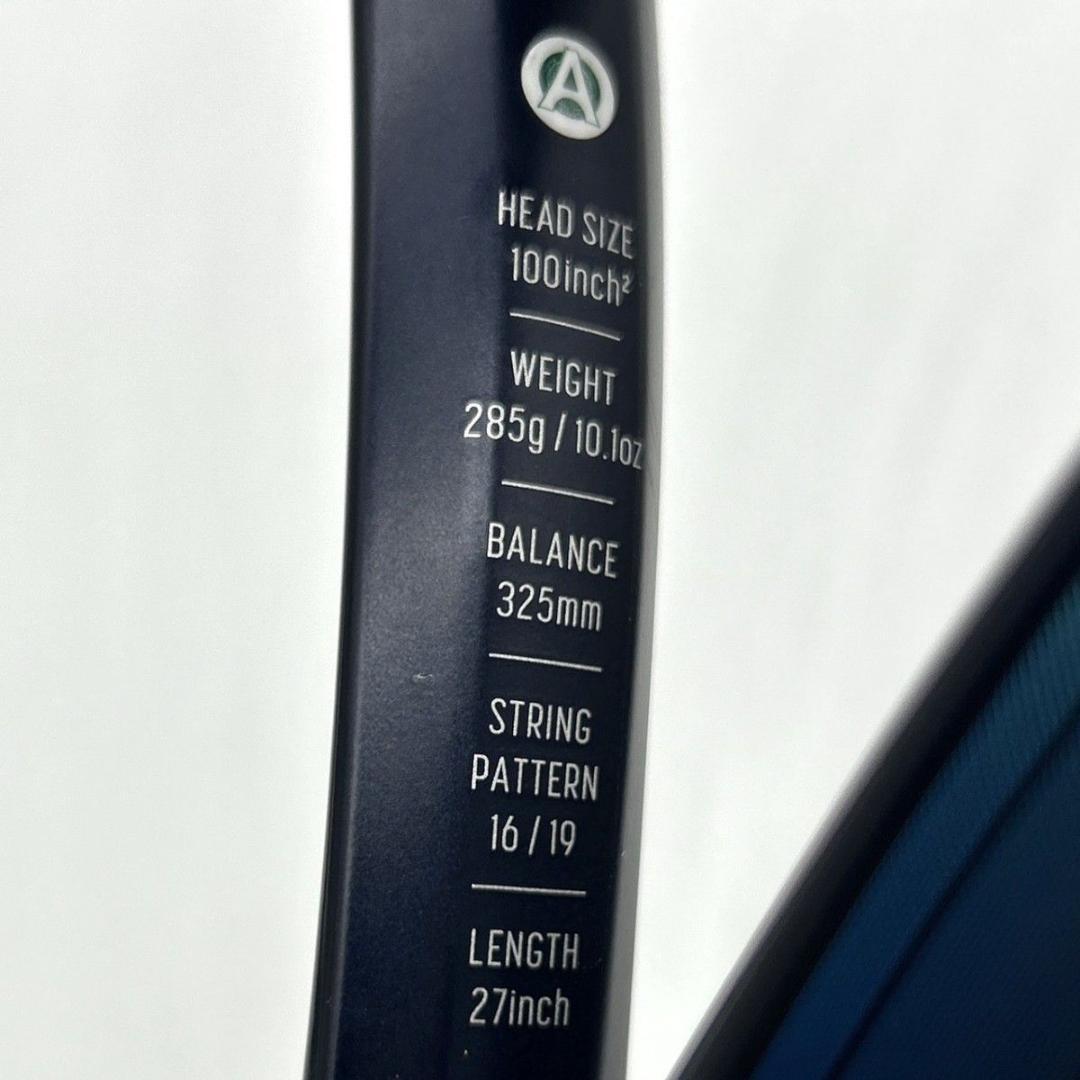 A
HEAD SIZE
100inch²
WEIGHT
285g / 10.1oz
BALANCE
325mm
STRING
PATTERN
16 / 19
LENGTH
27inch